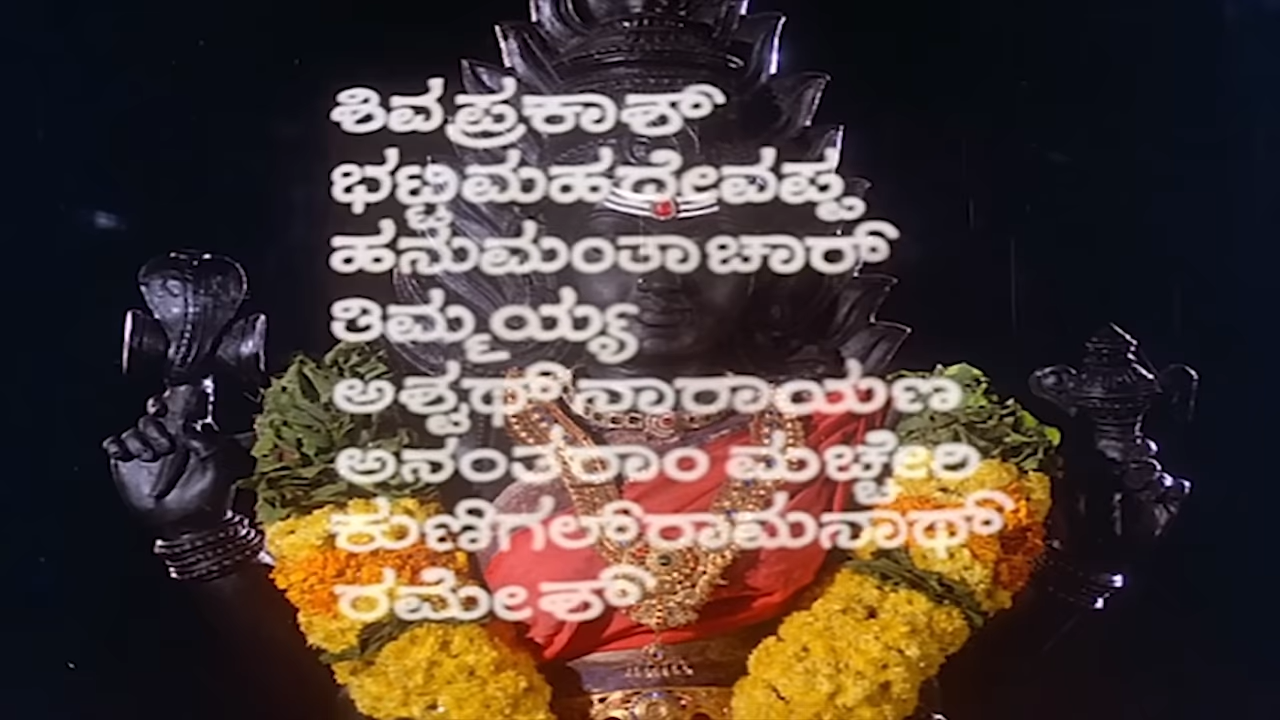 ಶಿವಪ್ರಕಾಶ್
ಭಟ್ಟಿಮಹದೇವಪ್ಪ
ಹನುಮಂತಾಚಾರ್
ತಿಮ್ಮಯ್ಯ
ಅಶ್ವಥ್ ನಾರಾಯಣ
ಅನಂತರಾಂ ಮಚ್ಚೇರಿ
ಕುಣಿಗಲ್ ರಾಮನಾಥ್
ರಮೇಶ್